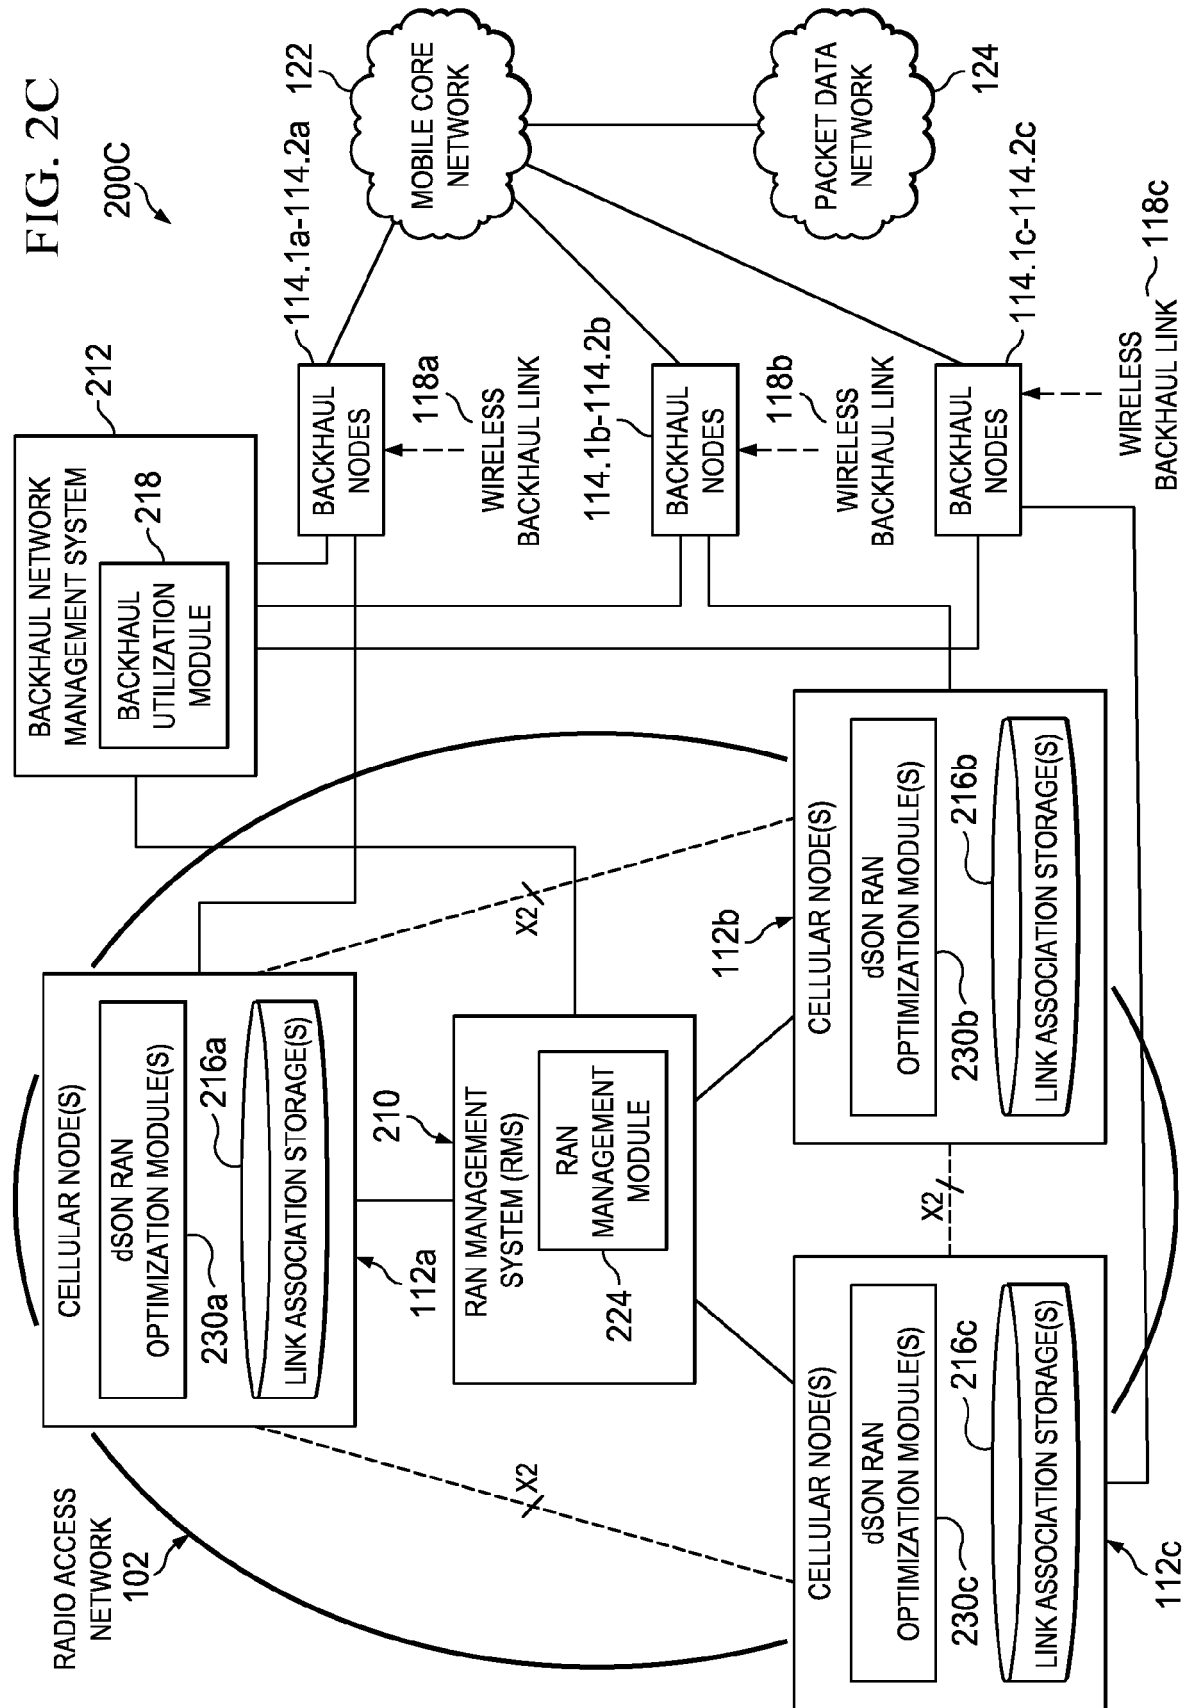 FIG. 2C
200C
RADIO ACCESS
NETWORK
102
CELLULAR NODE(S)
dSON RAN
OPTIMIZATION MODULE(S)
230a
216a
LINK ASSOCIATION STORAGE(S)
112a
BACKHAUL NETWORK
MANAGEMENT SYSTEM
212
BACKHAUL
UTILIZATION
MODULE
218
X2
X2
210
RAN MANAGEMENT
SYSTEM (RMS)
RAN
MANAGEMENT
MODULE
224
BACKHAUL
NODES
114.1a-114.2a
118a
WIRELESS
BACKHAUL LINK
MOBILE CORE
NETWORK
122
114.1b-114.2b
BACKHAUL
NODES
118b
WIRELESS
BACKHAUL LINK
PACKET DATA
NETWORK
124
CELLULAR NODE(S)
dSON RAN
OPTIMIZATION MODULE(S)
230c
216c
LINK ASSOCIATION STORAGE(S)
112c
X2
112b
CELLULAR NODE(S)
dSON RAN
OPTIMIZATION MODULE(S)
230b
216b
LINK ASSOCIATION STORAGE(S)
BACKHAUL
NODES
114.1c-114.2c
WIRELESS
BACKHAUL LINK
118c